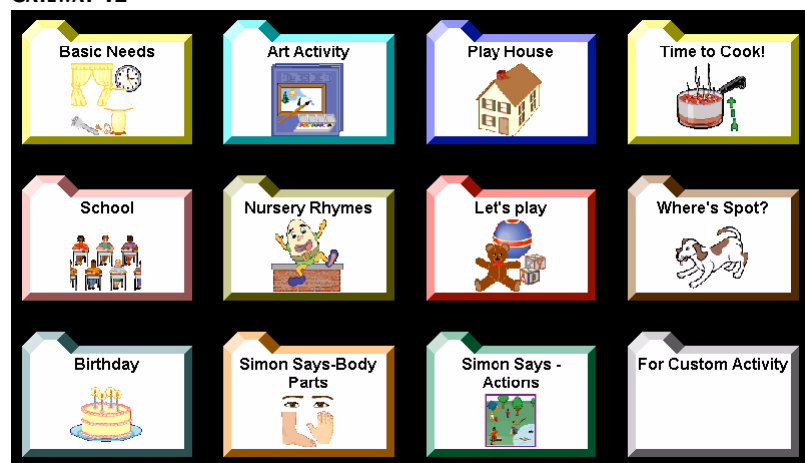 Basic Needs
Art Activity
Play House
Time to Cook!
School
Nursery Rhymes
Let's play
Where's Spot?
Birthday
Simon Says-Body
Parts
Simon Says -
Actions
For Custom Activity